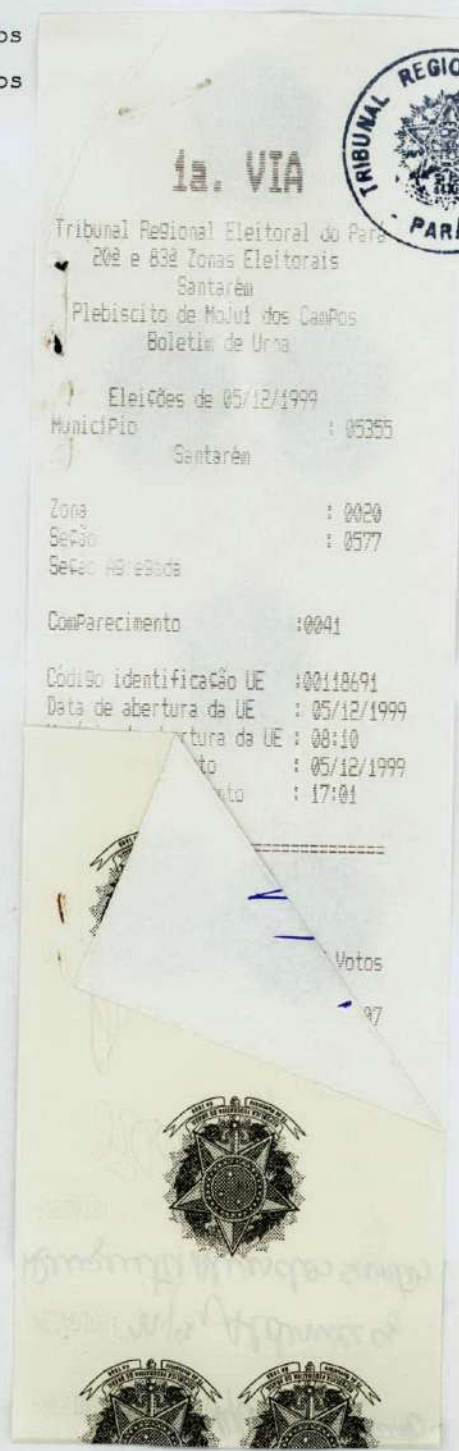 os
os
TRIBUNAL REGIO
PARÁ
1a. VIA
Tribunal Regional Eleitoral do Pará
20ª e 83ª Zonas Eleitorais
Santarém
Plebiscito de Mojuí dos Campos
Boletim de Urna
Eleições de 05/12/1999
Município : 05355
Santarém
Zona : 0020
Seção : 0577
Seção Agregada
Comparecimento :0041
Código identificação UE :00118691
Data de abertura da UE : 05/12/1999
tura da UE : 08:10
to : 05/12/1999
nto : 17:01
==============
Votos
07